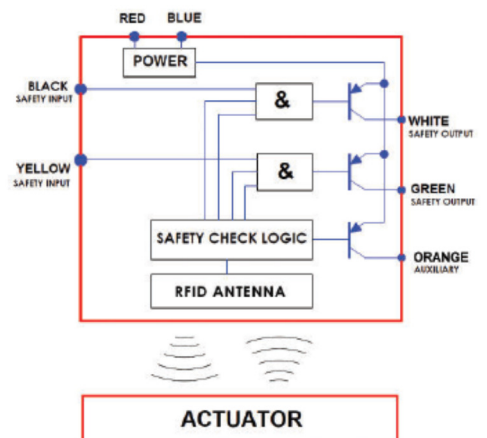 RED BLUE
POWER
BLACK
SAFETY INPUT
&
WHITE
SAFETY OUTPUT
YELLOW
SAFETY INPUT
&
GREEN
SAFETY OUTPUT
SAFETY CHECK LOGIC
ORANGE
AUXILIARY
RFID ANTENNA
ACTUATOR